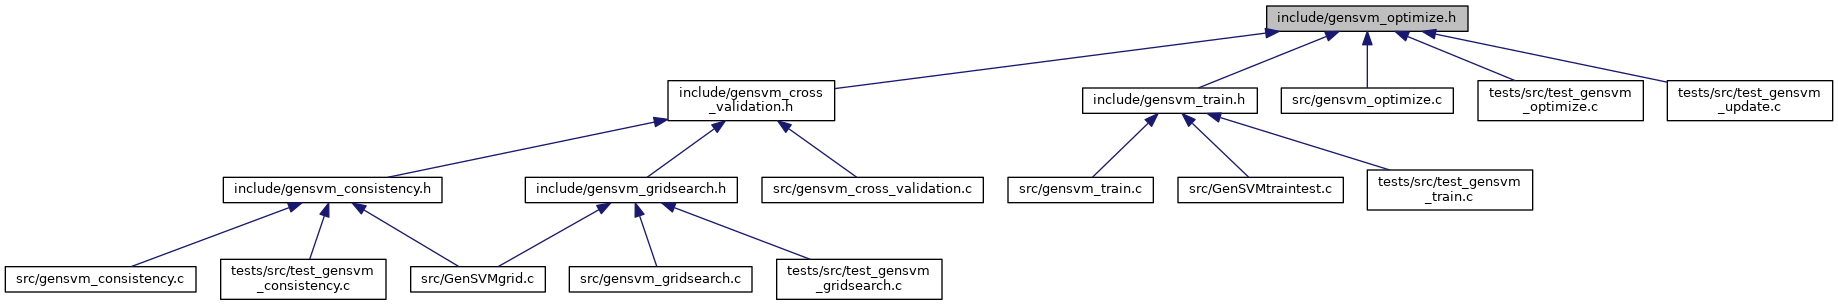 include/gensvm_optimize.h
include/gensvm_cross
_validation.h
include/gensvm_train.h
src/gensvm_optimize.c
tests/src/test_gensvm
_optimize.c
tests/src/test_gensvm
_update.c
include/gensvm_consistency.h
include/gensvm_gridsearch.h
src/gensvm_cross_validation.c
src/gensvm_train.c
src/GenSVMtraintest.c
tests/src/test_gensvm
_train.c
src/gensvm_consistency.c
tests/src/test_gensvm
_consistency.c
src/GenSVMgrid.c
src/gensvm_gridsearch.c
tests/src/test_gensvm
_gridsearch.c